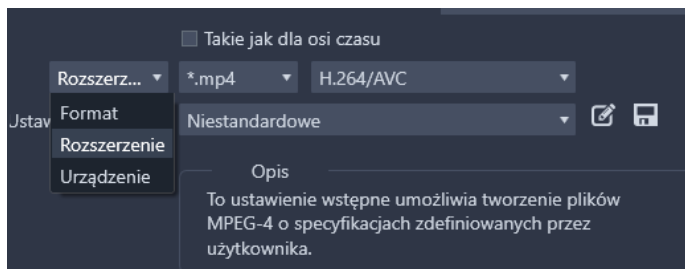 Takie jak dla osi czasu
Rozszerz... *.mp4 H.264/AVC
Ustaw Niestandardowe
Format
Rozszerzenie
Urządzenie
Opis
To ustawienie wstępne umożliwia tworzenie plików
MPEG-4 o specyfikacjach zdefiniowanych przez
użytkownika.